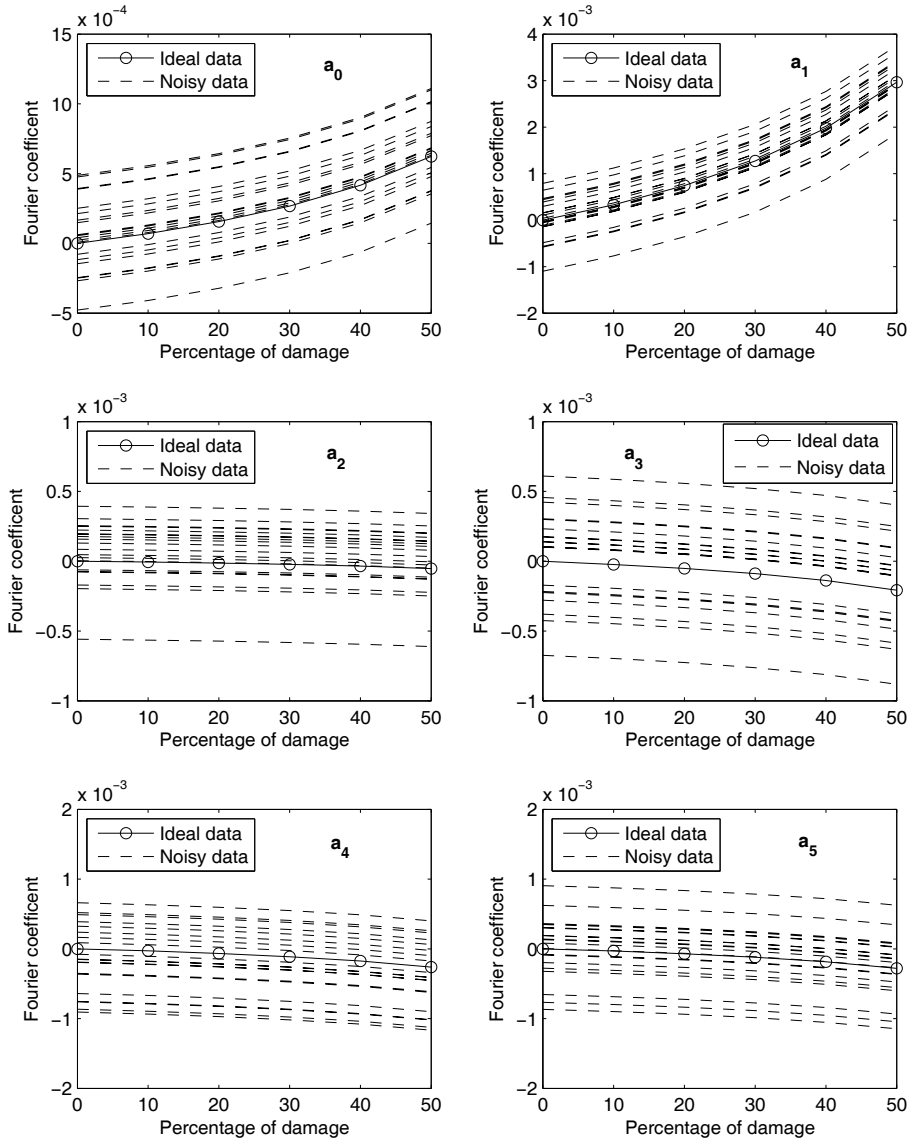 x 10⁻⁴
15
10
5
0
−5
Fourier coefficent
Ideal data
Noisy data
a₀
0 10 20 30 40 50
Percentage of damage
x 10⁻³
4
3
2
1
0
−1
−2
Fourier coefficent
Ideal data
Noisy data
a₁
0 10 20 30 40 50
Percentage of damage
x 10⁻³
1
0.5
0
−0.5
−1
Fourier coefficent
Ideal data
Noisy data
a₂
0 10 20 30 40 50
Percentage of damage
x 10⁻³
1
0.5
0
−0.5
−1
Fourier coefficent
a₃
Ideal data
Noisy data
0 10 20 30 40 50
Percentage of damage
x 10⁻³
2
1
0
−1
−2
Fourier coefficent
Ideal data
Noisy data
a₄
0 10 20 30 40 50
Percentage of damage
x 10⁻³
2
1
0
−1
−2
Fourier coefficent
Ideal data
Noisy data
a₅
0 10 20 30 40 50
Percentage of damage